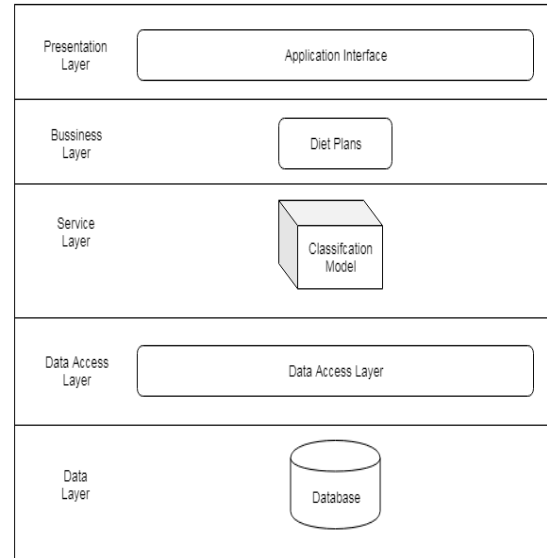 Presentation
Layer
Application Interface
Bussiness
Layer
Diet Plans
Service
Layer
Classifcation
Model
Data Access
Layer
Data Access Layer
Data
Layer
Database